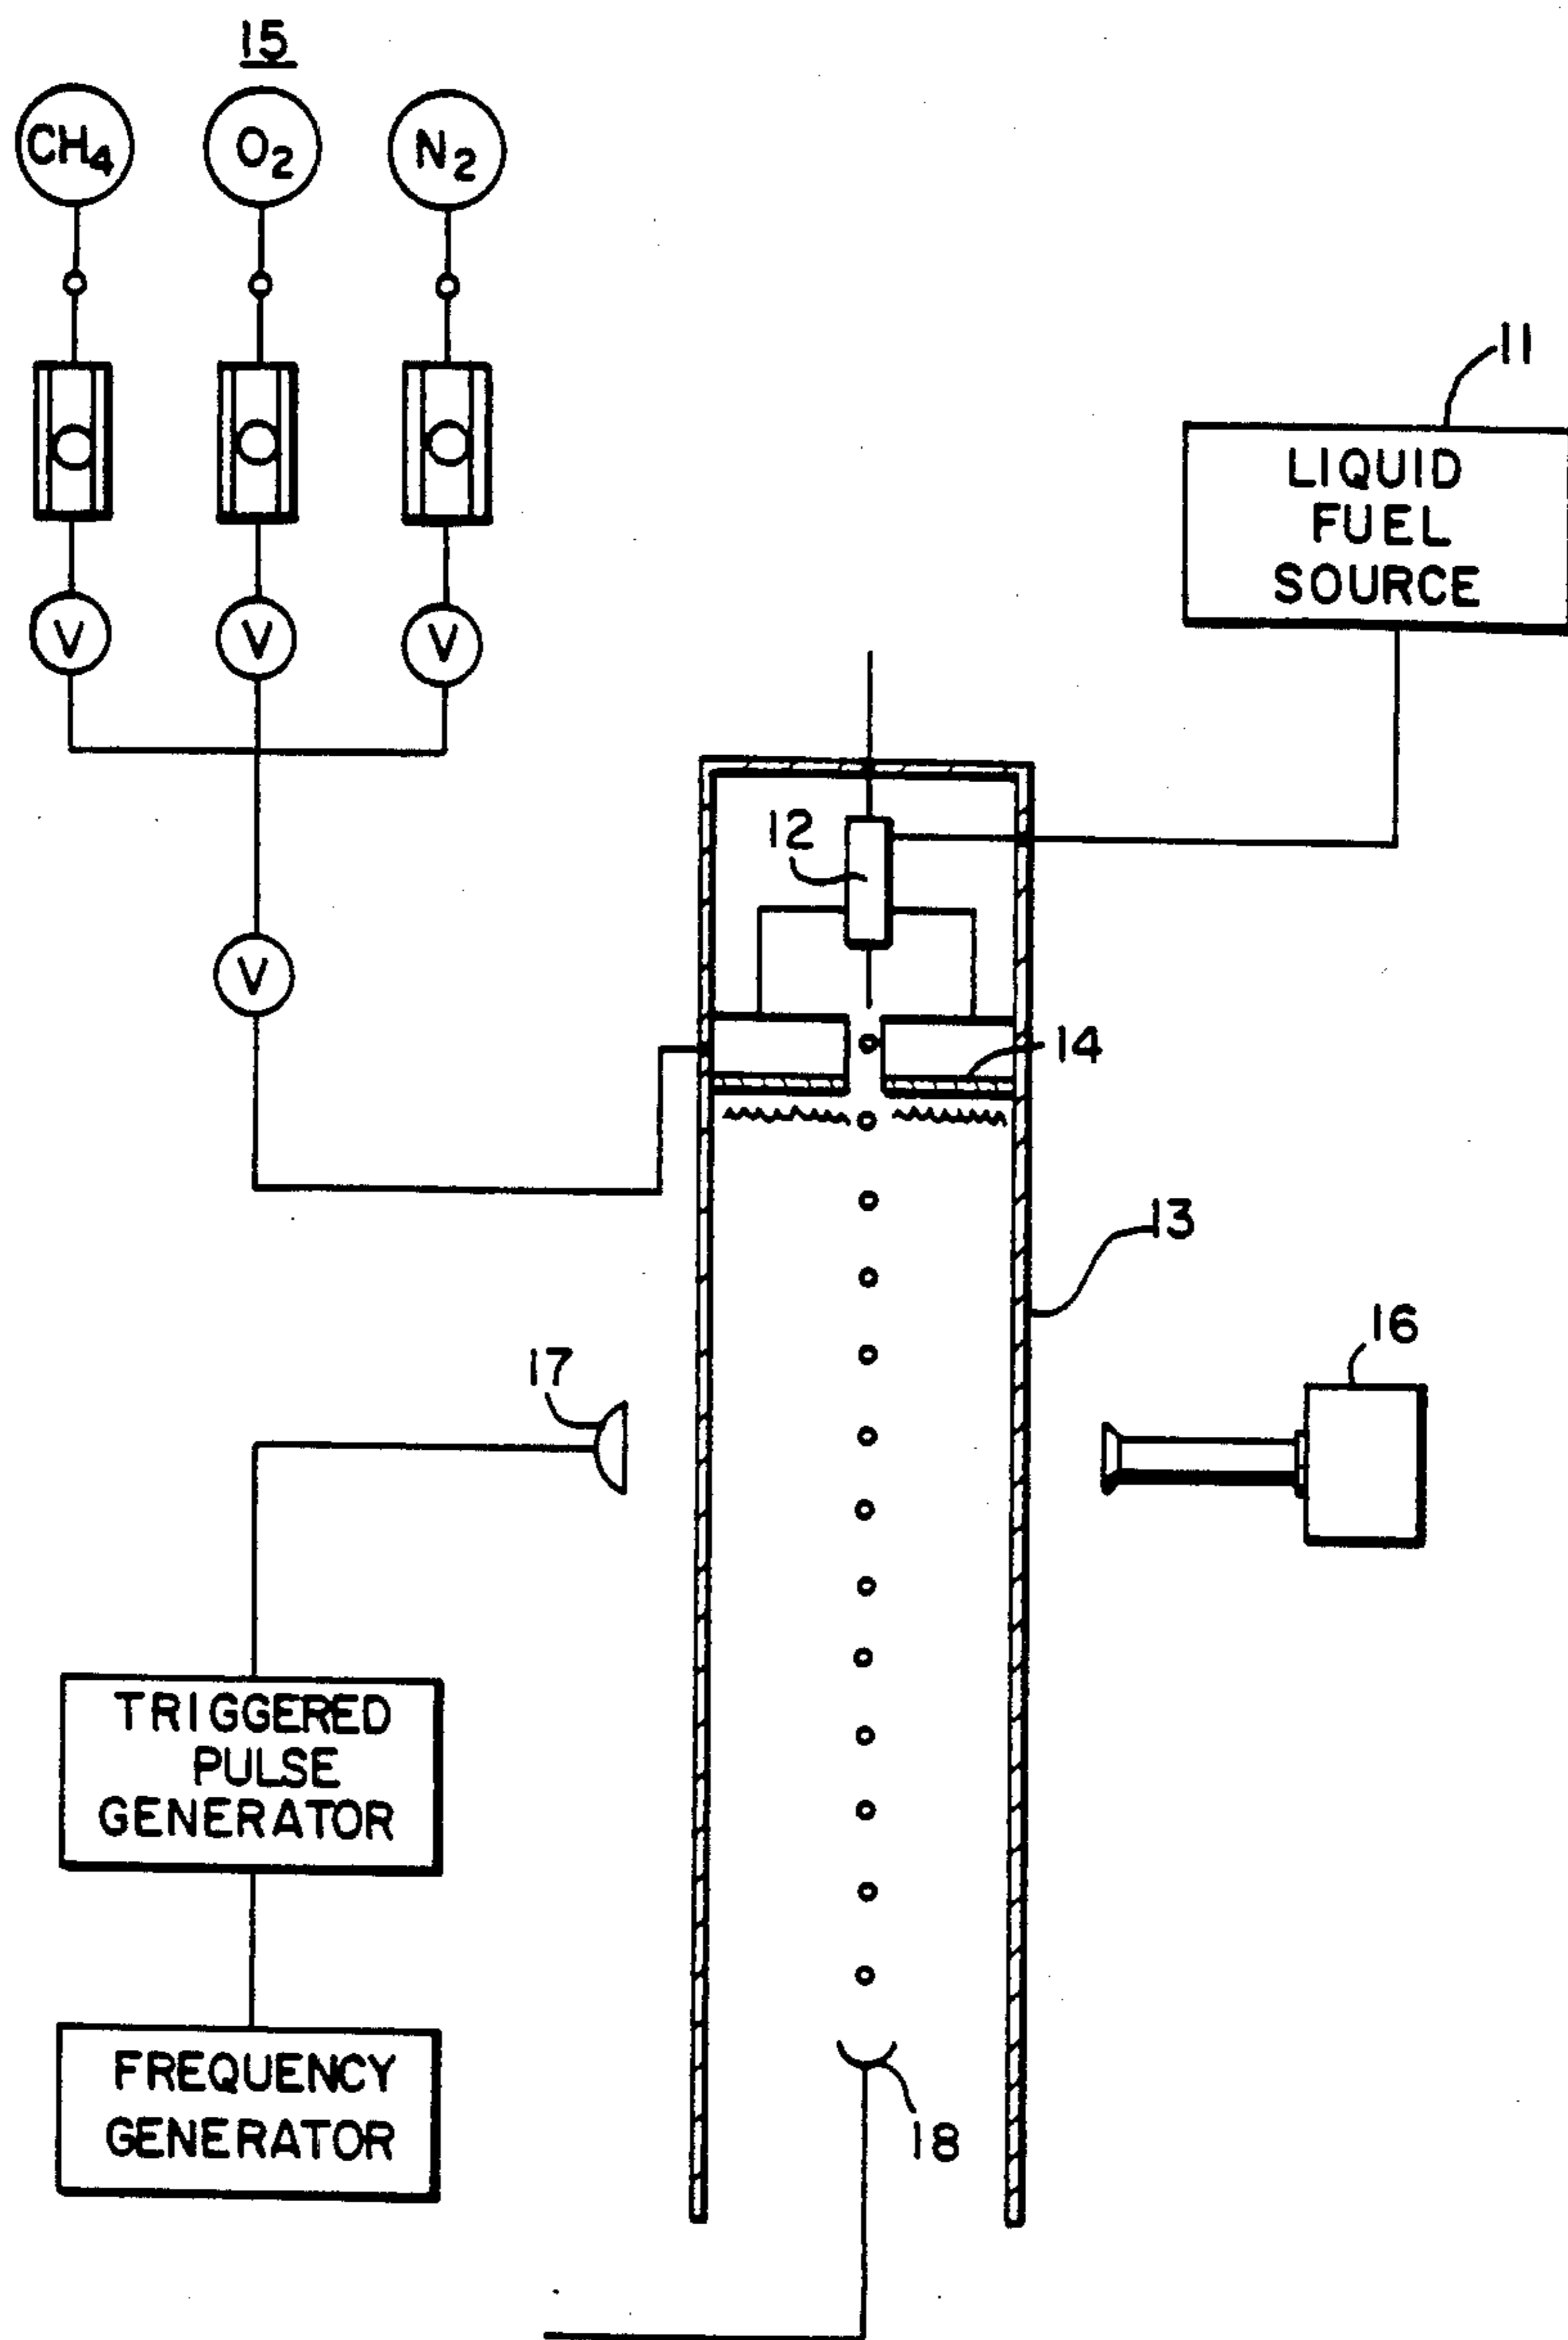 15
CH4 O2 N2
11
LIQUID
FUEL
SOURCE
V V V
12
V
14
13
16
17
TRIGGERED
PULSE
GENERATOR
FREQUENCY
GENERATOR
18